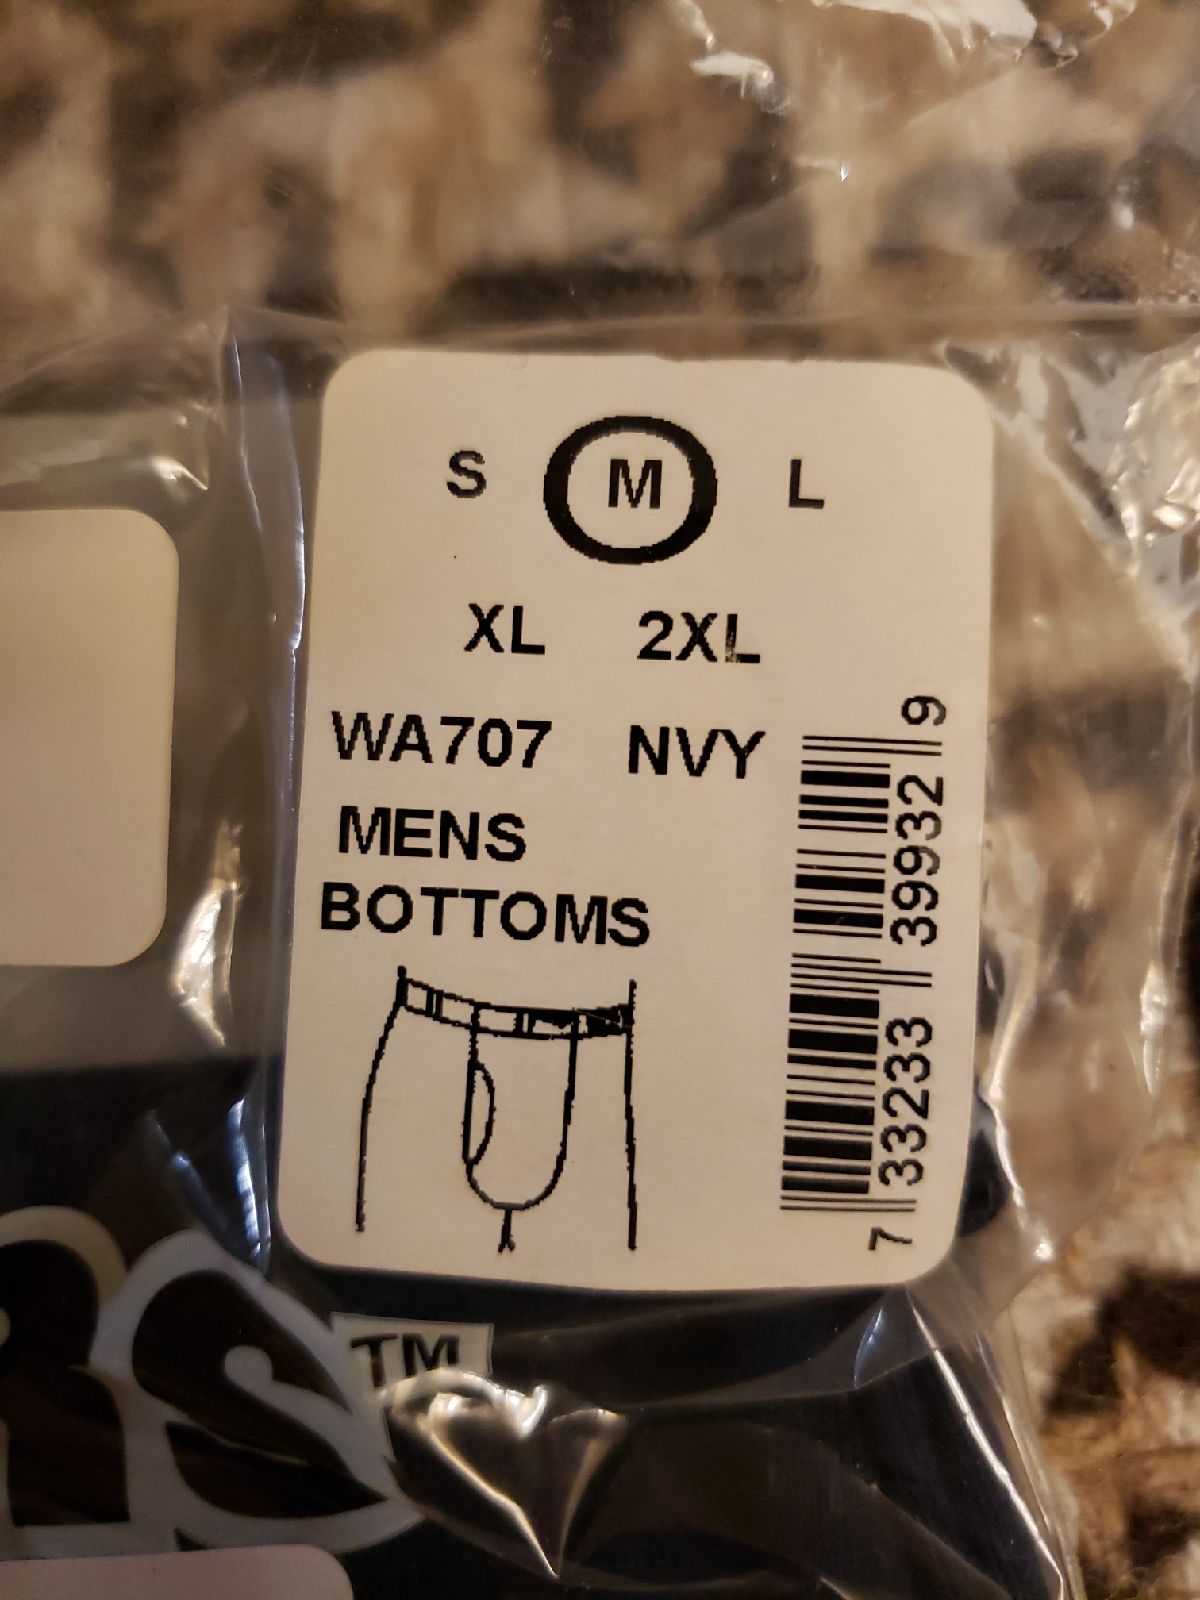 S M L
XL 2XL
WA707 NVY
MENS
BOTTOMS
7 33233 39932 9
TM